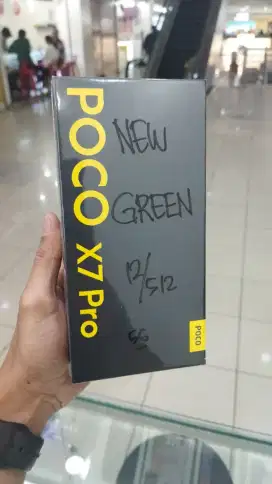 POCO X7 Pro
NEW
GREEN
12/512
5G
POCO